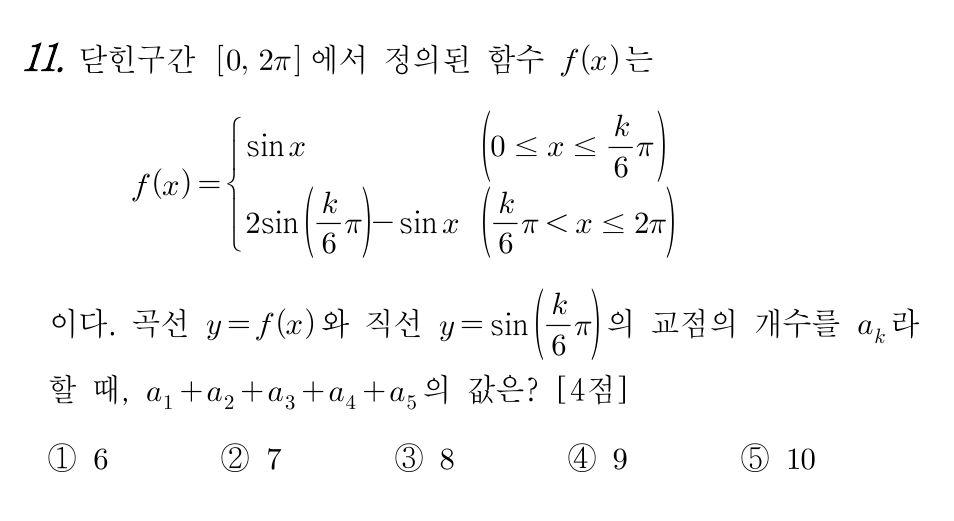 11. 닫힌구간 [0, 2π]에서 정의된 함수 f(x)는
f(x) = { sin x (0 ≤ x ≤ k/6 π)
2sin(k/6 π) − sin x (k/6 π < x ≤ 2π)
이다. 곡선 y = f(x)와 직선 y = sin(k/6 π)의 교점의 개수를 a_k라
할 때, a_1 + a_2 + a_3 + a_4 + a_5의 값은? [4점]
① 6 ② 7 ③ 8 ④ 9 ⑤ 10